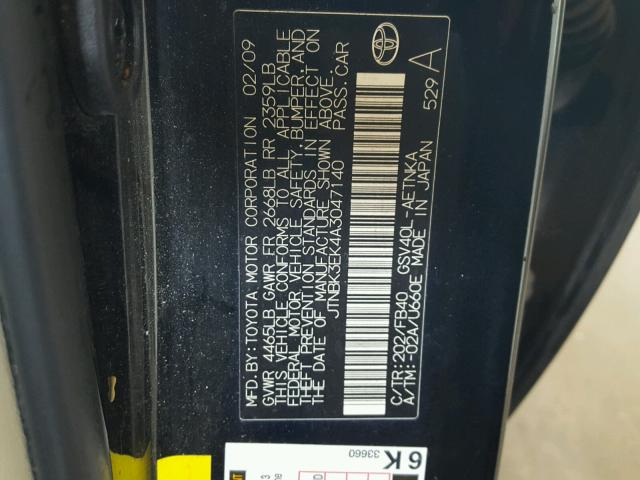 MFD.BY:TOYOTA MOTOR CORPORATION 02/09
GVWR 4465LB GAWR FR 2668LB RR 2359LB
THIS VEHICLE CONFORMS TO ALL APPLICABLE
FEDERAL MOTOR VEHICLE SAFETY, BUMPER, AND
THEFT PREVENTION STANDARDS IN EFFECT ON
THE DATE OF MANUFACTURE SHOWN ABOVE.
JTNBK3EK4A3047140 PASS.CAR
C/TR:202/FB40 GSV40L-AETNKA
A/TM:-02A/U660E MADE IN JAPAN
529 A
6K
33660